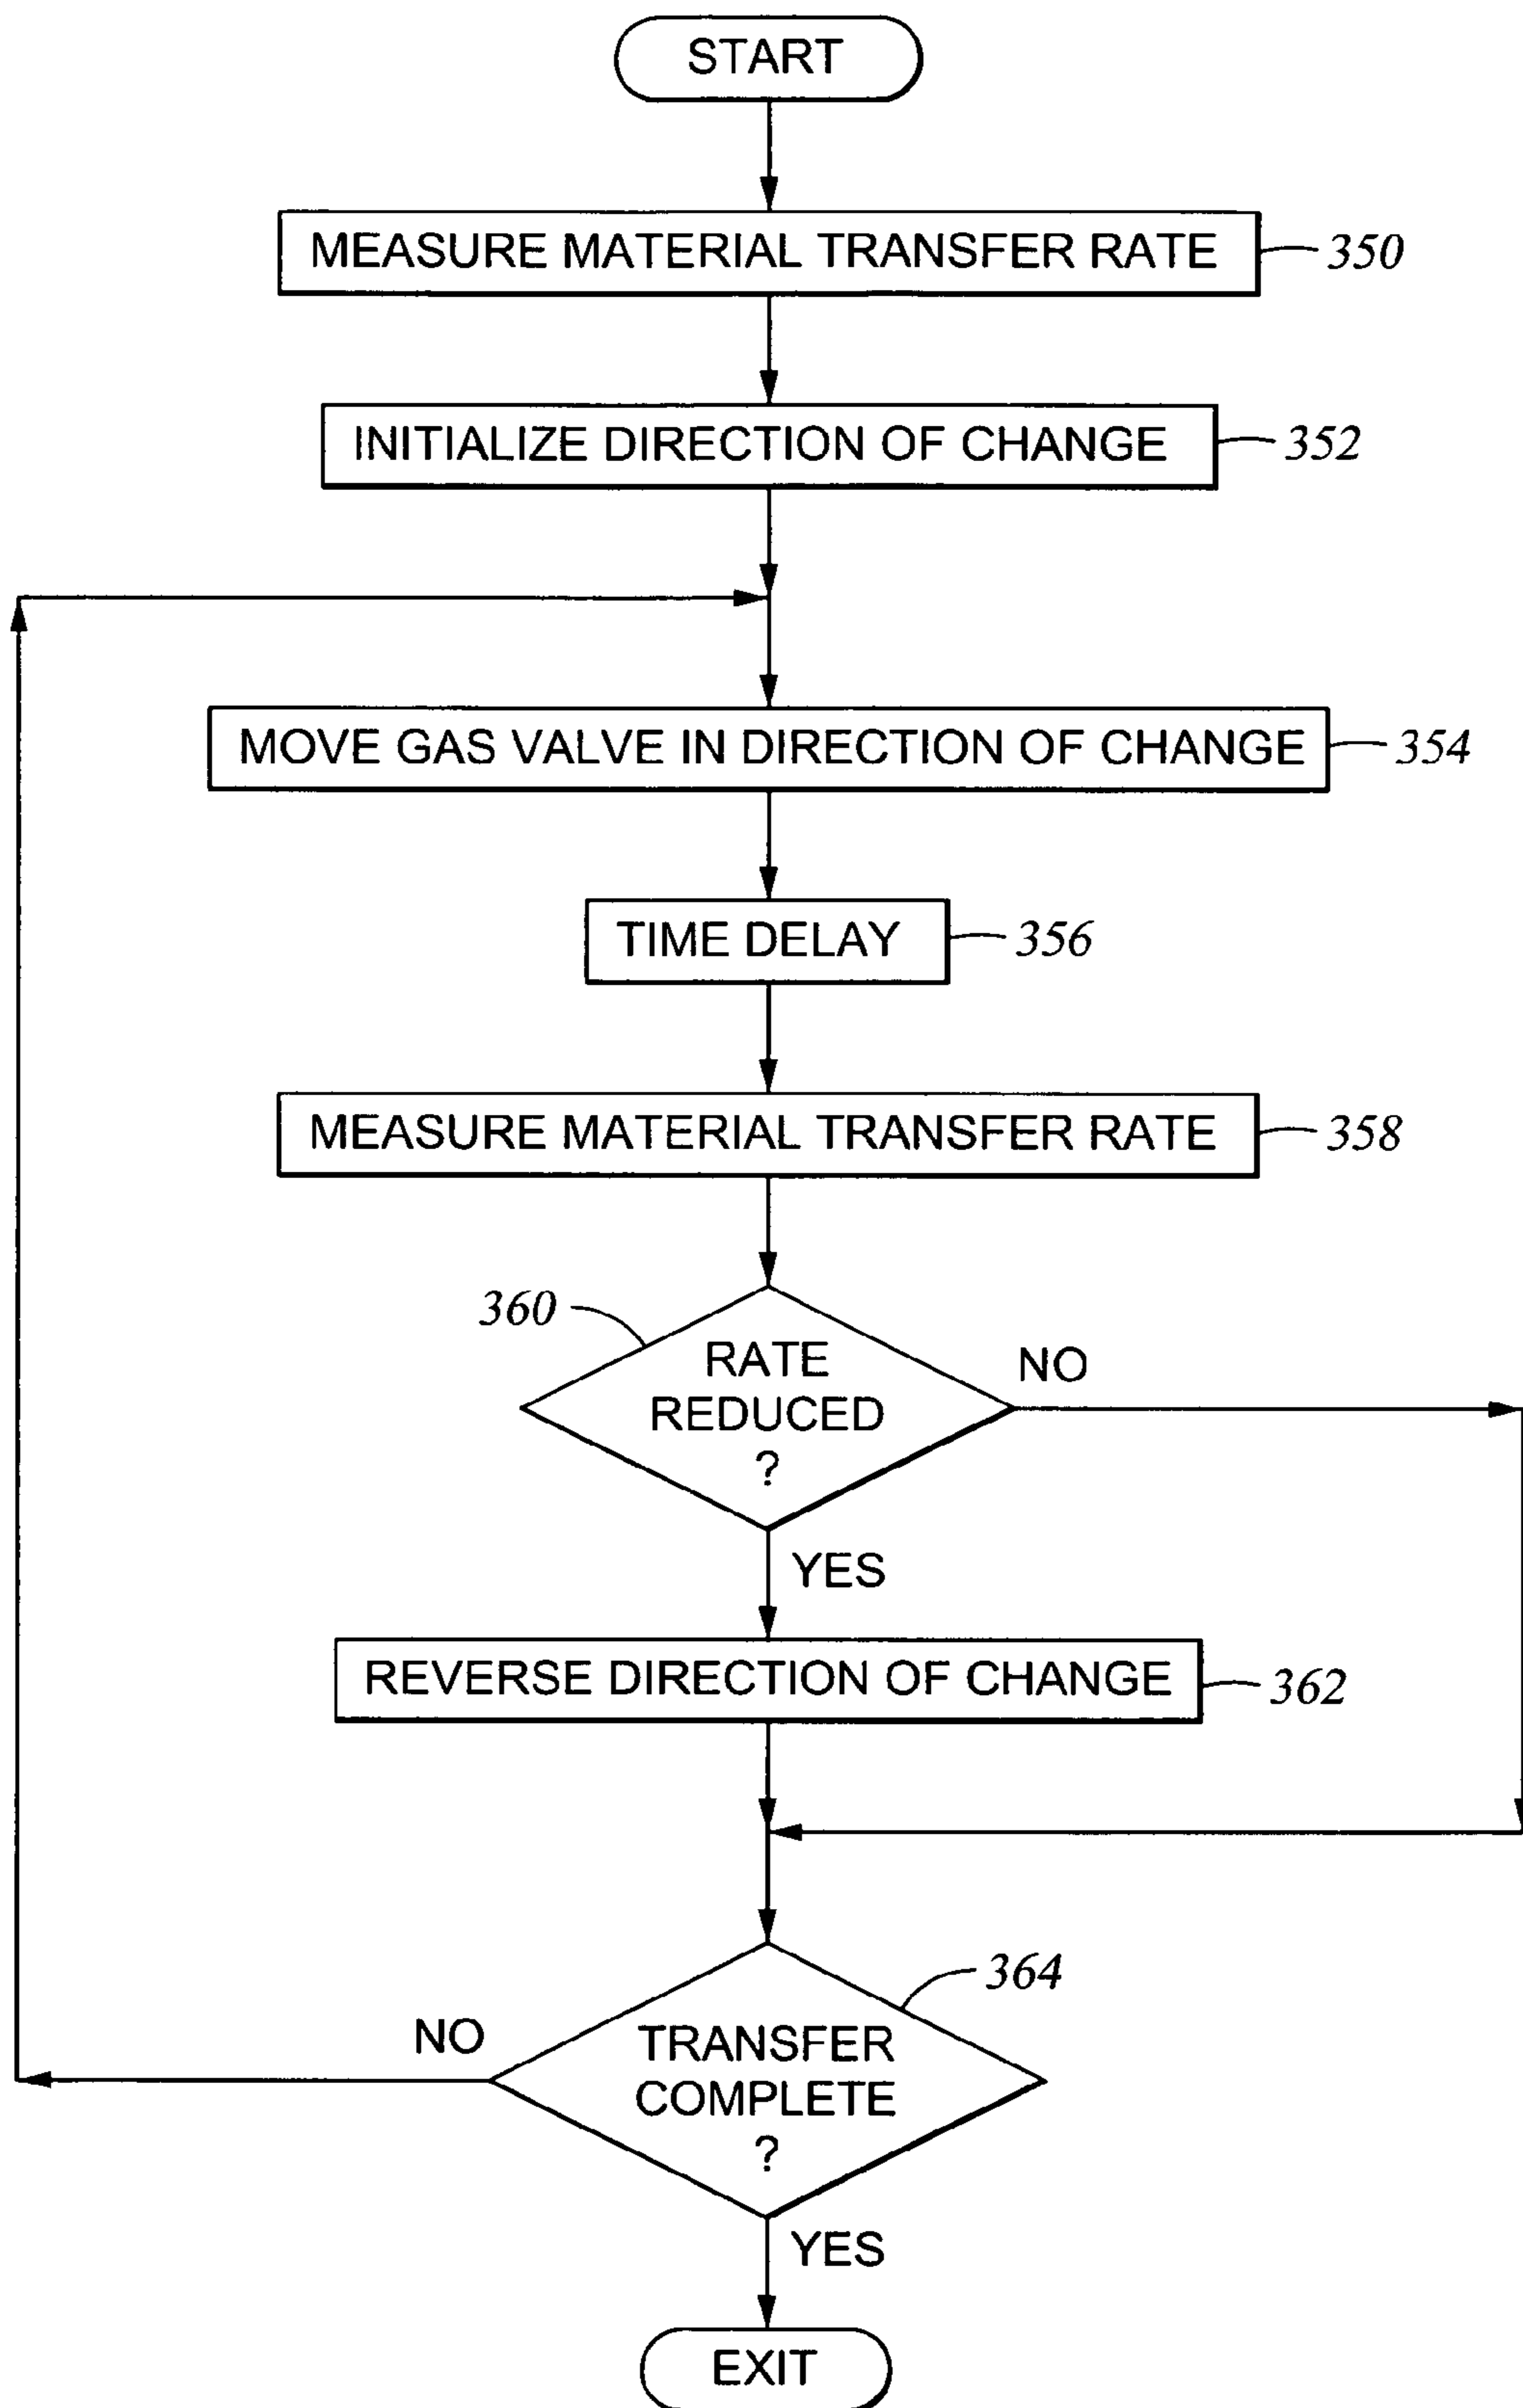 START
MEASURE MATERIAL TRANSFER RATE
350
INITIALIZE DIRECTION OF CHANGE
352
MOVE GAS VALVE IN DIRECTION OF CHANGE
354
TIME DELAY
356
MEASURE MATERIAL TRANSFER RATE
358
360
RATE
REDUCED
?
NO
YES
REVERSE DIRECTION OF CHANGE
362
364
NO
TRANSFER
COMPLETE
?
YES
EXIT